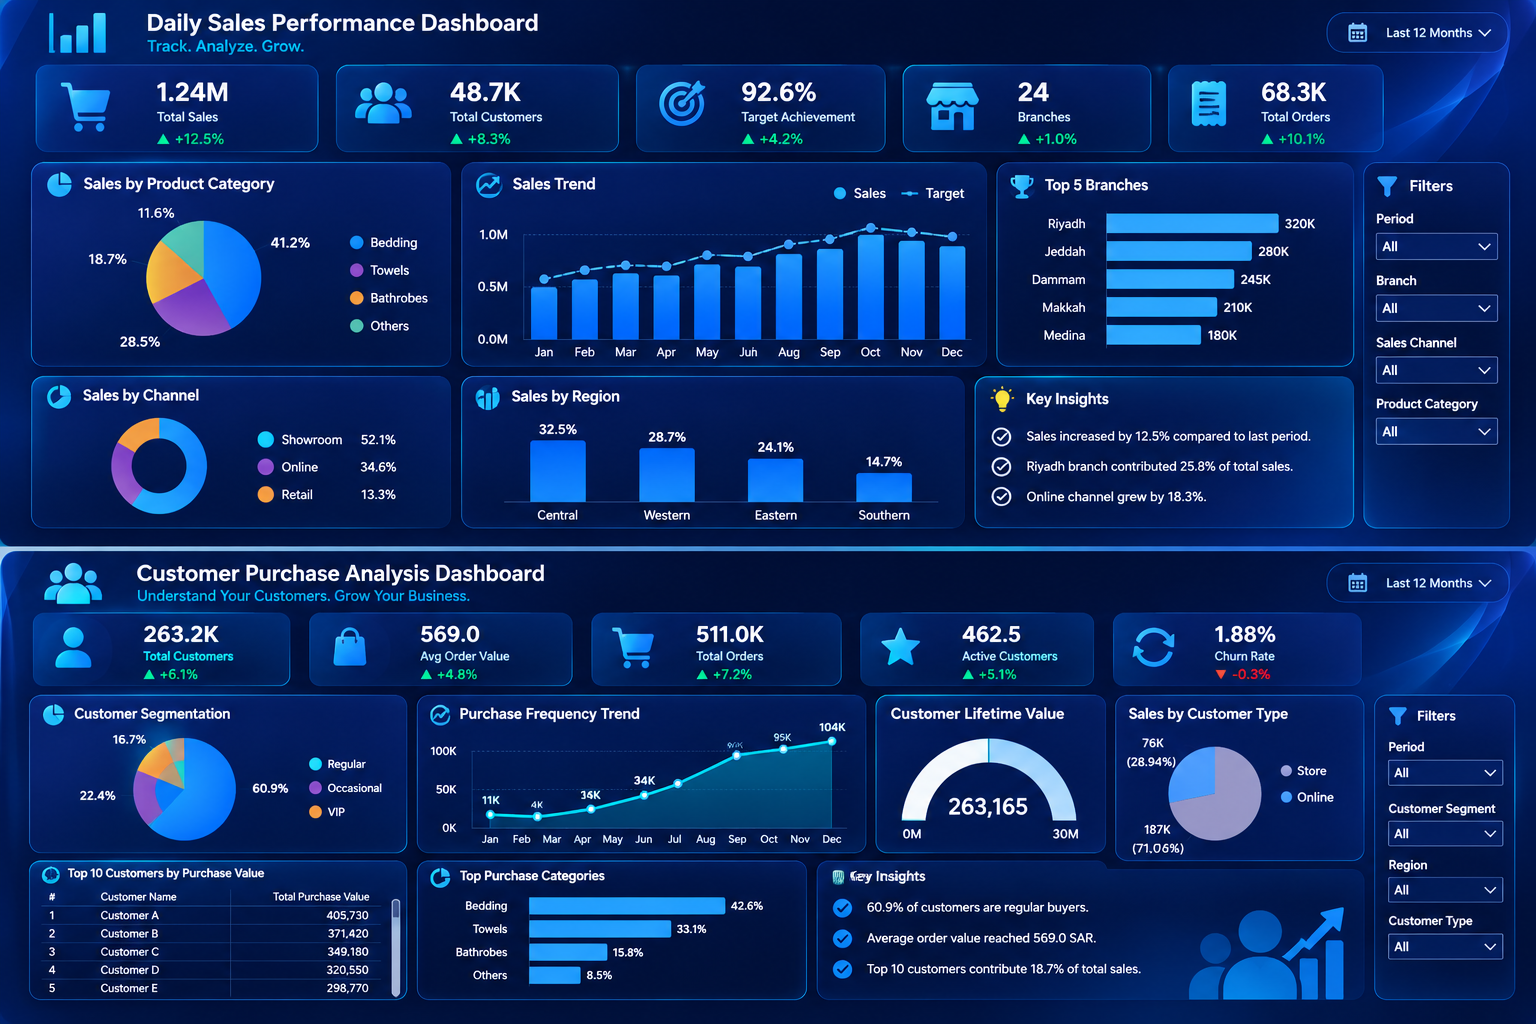 Daily Sales Performance Dashboard
Track. Analyze. Grow.
Last 12 Months
1.24M
Total Sales
▲ +12.5%
48.7K
Total Customers
▲ +8.3%
92.6%
Target Achievement
▲ +4.2%
24
Branches
▲ +1.0%
68.3K
Total Orders
▲ +10.1%
Sales by Product Category
11.6%
41.2%
18.7%
28.5%
Bedding
Towels
Bathrobes
Others
Sales Trend
Sales Target
1.0M
0.5M
0.0M
Jan Feb Mar Apr May Aug Sep Oct Nov Dec
Top 5 Branches
Riyadh 320K
Jeddah 280K
Dammam 245K
Makkah 210K
Medina 180K
Filters
Period
All
Branch
All
Sales Channel
All
Product Category
All
Sales by Channel
Showroom 52.1%
Online 34.6%
Retail 13.3%
Sales by Region
32.5%
28.7%
24.1%
14.7%
Central Western Eastern Southern
Key Insights
Sales increased by 12.5% compared to last period.
Riyadh branch contributed 25.8% of total sales.
Online channel grew by 18.3%.
Customer Purchase Analysis Dashboard
Understand Your Customers. Grow Your Business.
Last 12 Months
263.2K
Total Customers
▲ +6.1%
569.0
Avg Order Value
▲ +4.8%
511.0K
Total Orders
▲ +7.2%
462.5
Active Customers
▲ +5.1%
1.88%
Churn Rate
▼ -0.3%
Customer Segmentation
16.7%
60.9%
22.4%
Regular
Occasional
VIP
Purchase Frequency Trend
100K
50K
0K
11K
4K
34K
95K
104K
Jan Feb Mar Apr May Jun Jul Aug Sep Oct Nov Dec
Customer Lifetime Value
263,165
0M 30M
Sales by Customer Type
76K
(28.94%)
187K
(71.06%)
Store
Online
Filters
Period
All
Customer Segment
All
Region
All
Customer Type
All
Top 10 Customers by Purchase Value
# Customer Name Total Purchase Value
1 Customer A 405,730
2 Customer B 371,420
3 Customer C 349,180
4 Customer D 320,550
5 Customer E 298,770
Top Purchase Categories
Bedding 42.6%
Towels 33.1%
Bathrobes 15.8%
Others 8.5%
Insights
60.9% of customers are regular buyers.
Average order value reached 569.0 SAR.
Top 10 customers contribute 18.7% of total sales.